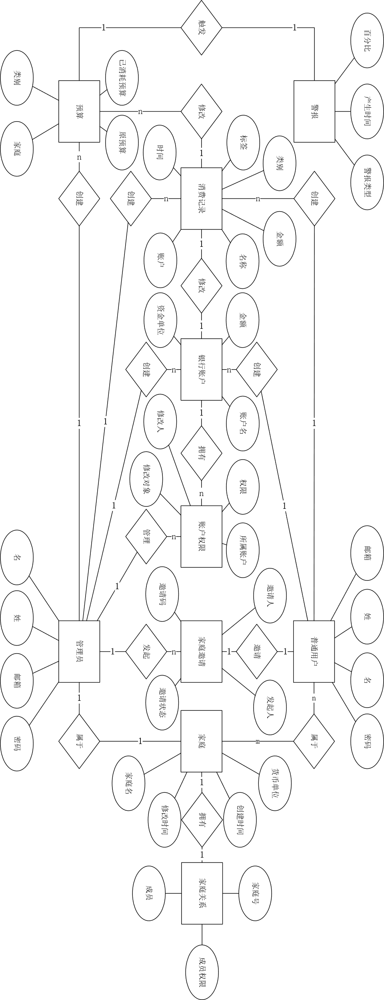 触发
1
1
百分比
类别
已消耗预算
预算
n
修改
警报
产生时间
家庭
原预算
时间
标签
类别
警报类型
n
1
创建
创建
n
消费记录
n
创建
金额
账户
1
名称
修改
资金单位
1
金额
创建
n
银行账户
n
创建
1
1
修改人
1
账户名
1
拥有
修改对象
n
权限
1
1
管理
n
账户权限
所属账户
邮箱
名
1
邀请码
邀请人
姓
姓
管理员
1
发起
n
家庭邀请
1
邀请
1
普通用户
名
邮箱
1
邀请状态
发起人
n
密码
属于
1
家庭
m
属于
密码
家庭名
1
货币单位
修改时间
拥有
创建时间
1
成员
家庭关系
家庭号
成员权限